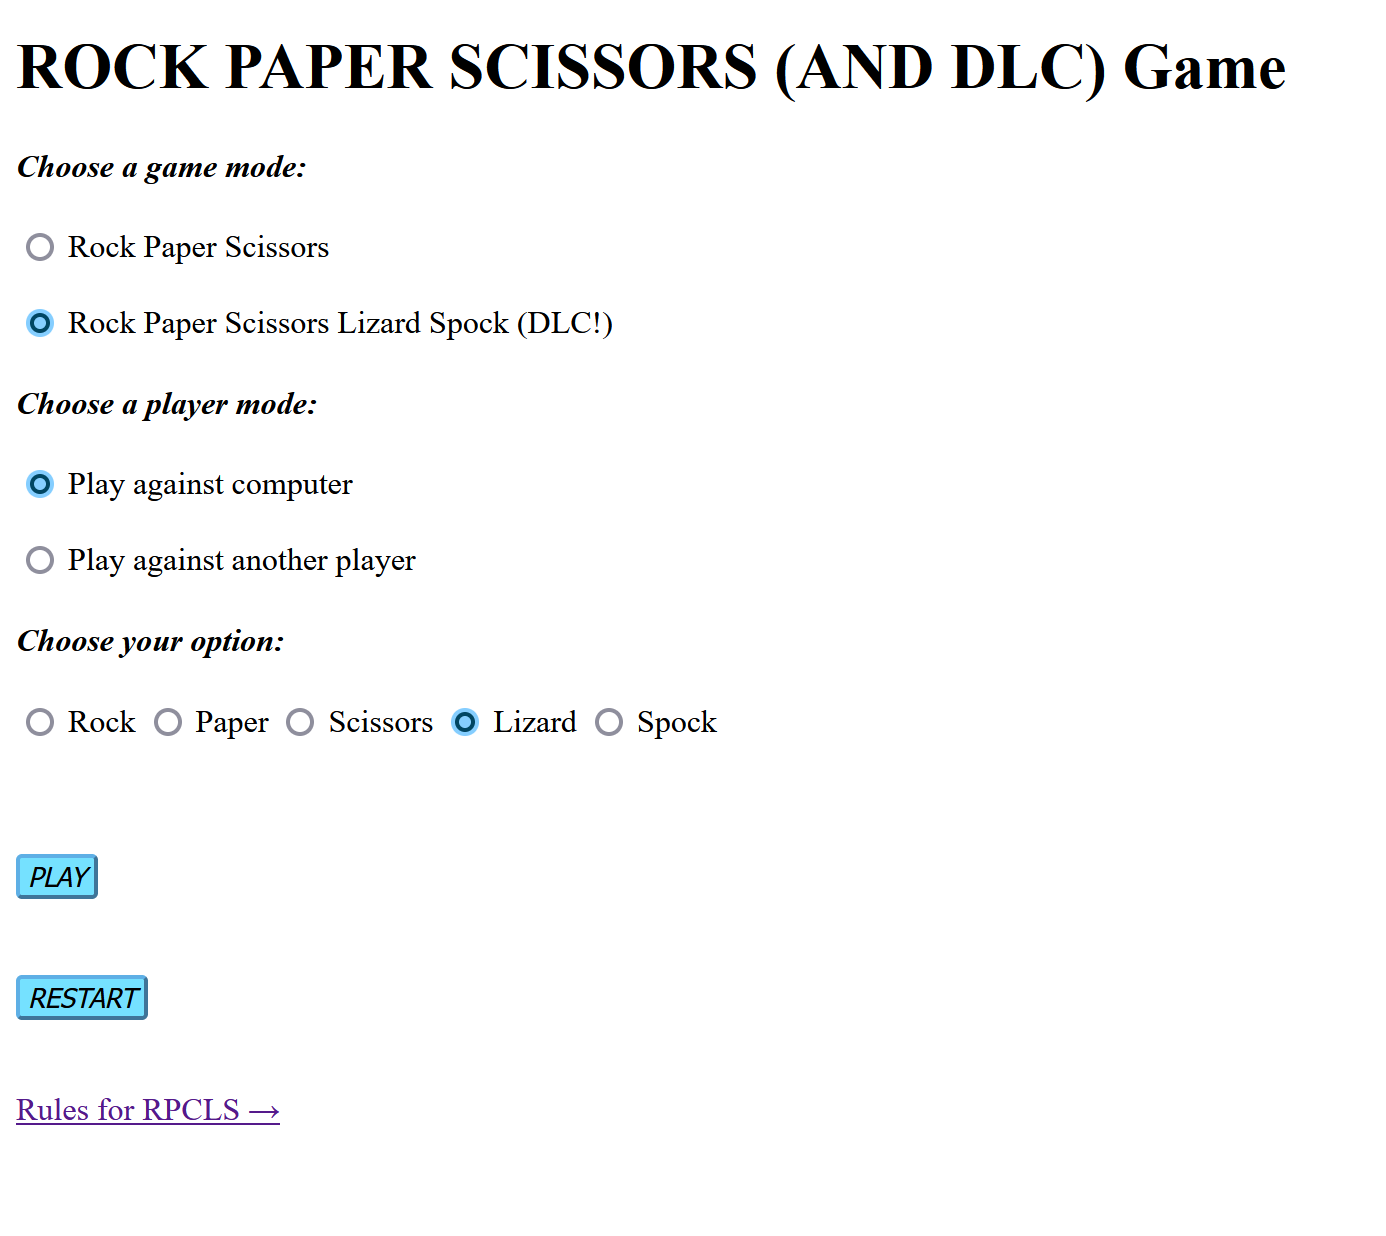 ROCK PAPER SCISSORS (AND DLC) Game
Choose a game mode:
Rock Paper Scissors
Rock Paper Scissors Lizard Spock (DLC!)
Choose a player mode:
Play against computer
Play against another player
Choose your option:
Rock Paper Scissors Lizard Spock
PLAY
RESTART
Rules for RPCLS →